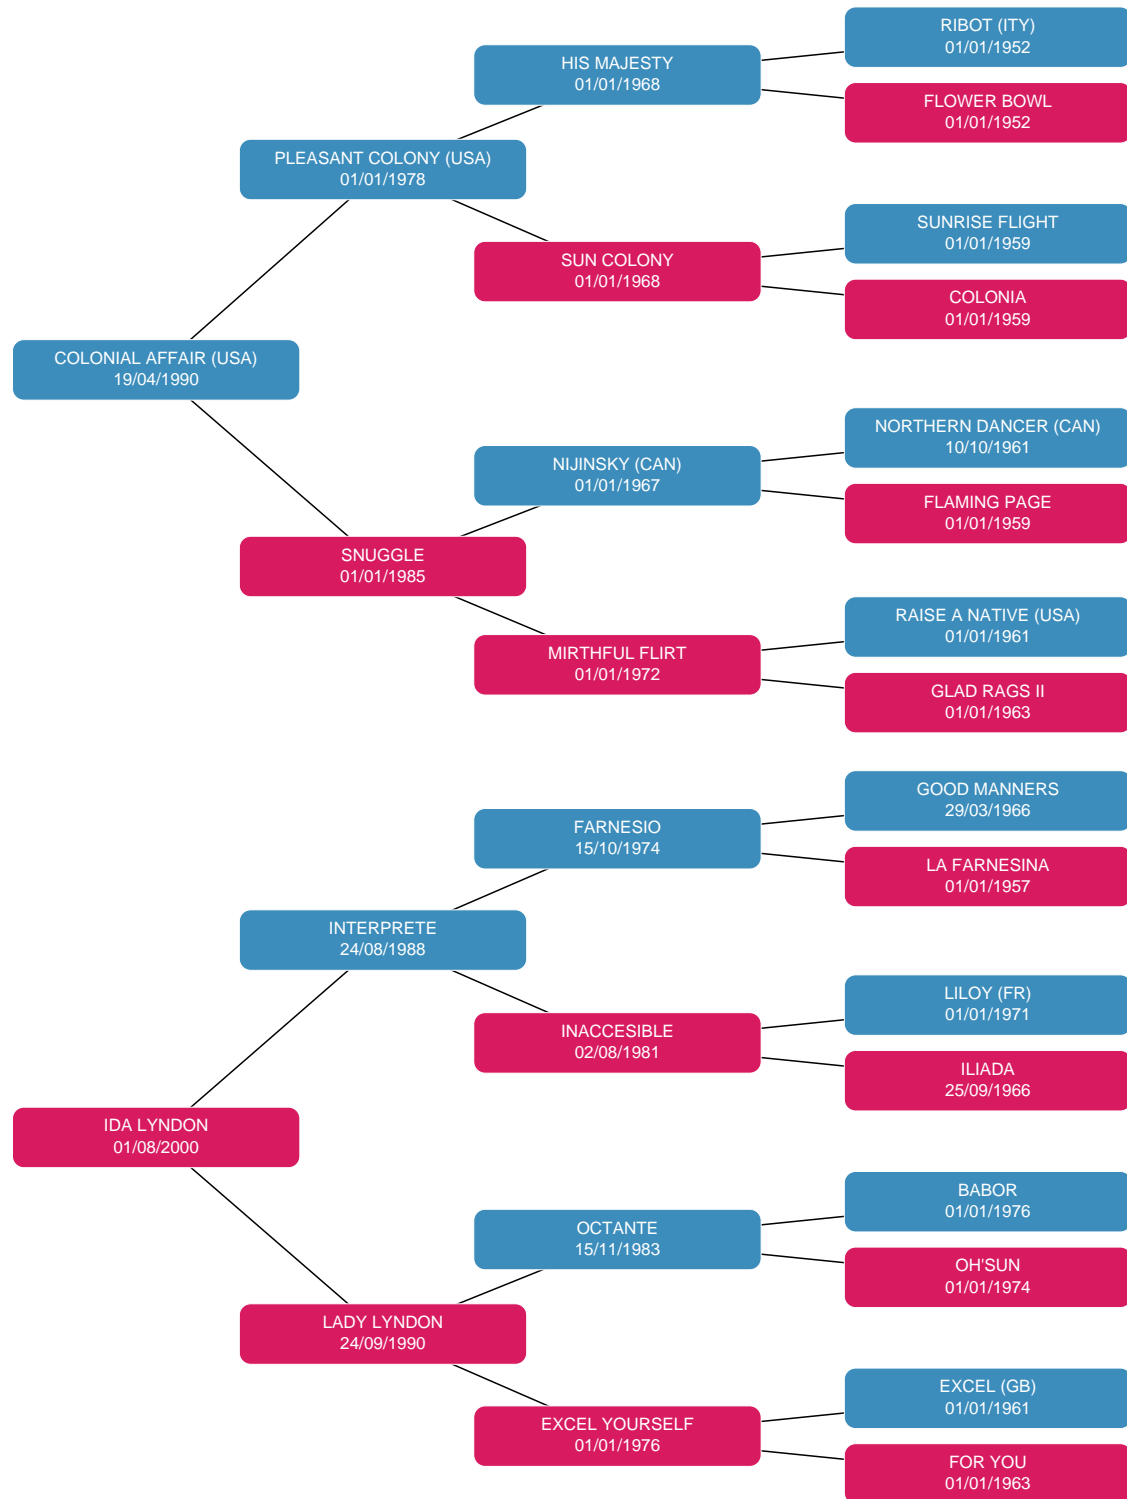 RIBOT (ITY)
01/01/1952
HIS MAJESTY
01/01/1968
FLOWER BOWL
01/01/1952
PLEASANT COLONY (USA)
01/01/1978
SUNRISE FLIGHT
01/01/1959
SUN COLONY
01/01/1968
COLONIA
01/01/1959
COLONIAL AFFAIR (USA)
19/04/1990
NORTHERN DANCER (CAN)
10/10/1961
NIJINSKY (CAN)
01/01/1967
FLAMING PAGE
01/01/1959
SNUGGLE
01/01/1985
RAISE A NATIVE (USA)
01/01/1961
MIRTHFUL FLIRT
01/01/1972
GLAD RAGS II
01/01/1963
GOOD MANNERS
29/03/1966
FARNESIO
15/10/1974
LA FARNESINA
01/01/1957
INTERPRETE
24/08/1988
LILOY (FR)
01/01/1971
INACCESIBLE
02/08/1981
ILIADA
25/09/1966
IDA LYNDON
01/08/2000
BABOR
01/01/1976
OCTANTE
15/11/1983
OH'SUN
01/01/1974
LADY LYNDON
24/09/1990
EXCEL (GB)
01/01/1961
EXCEL YOURSELF
01/01/1976
FOR YOU
01/01/1963